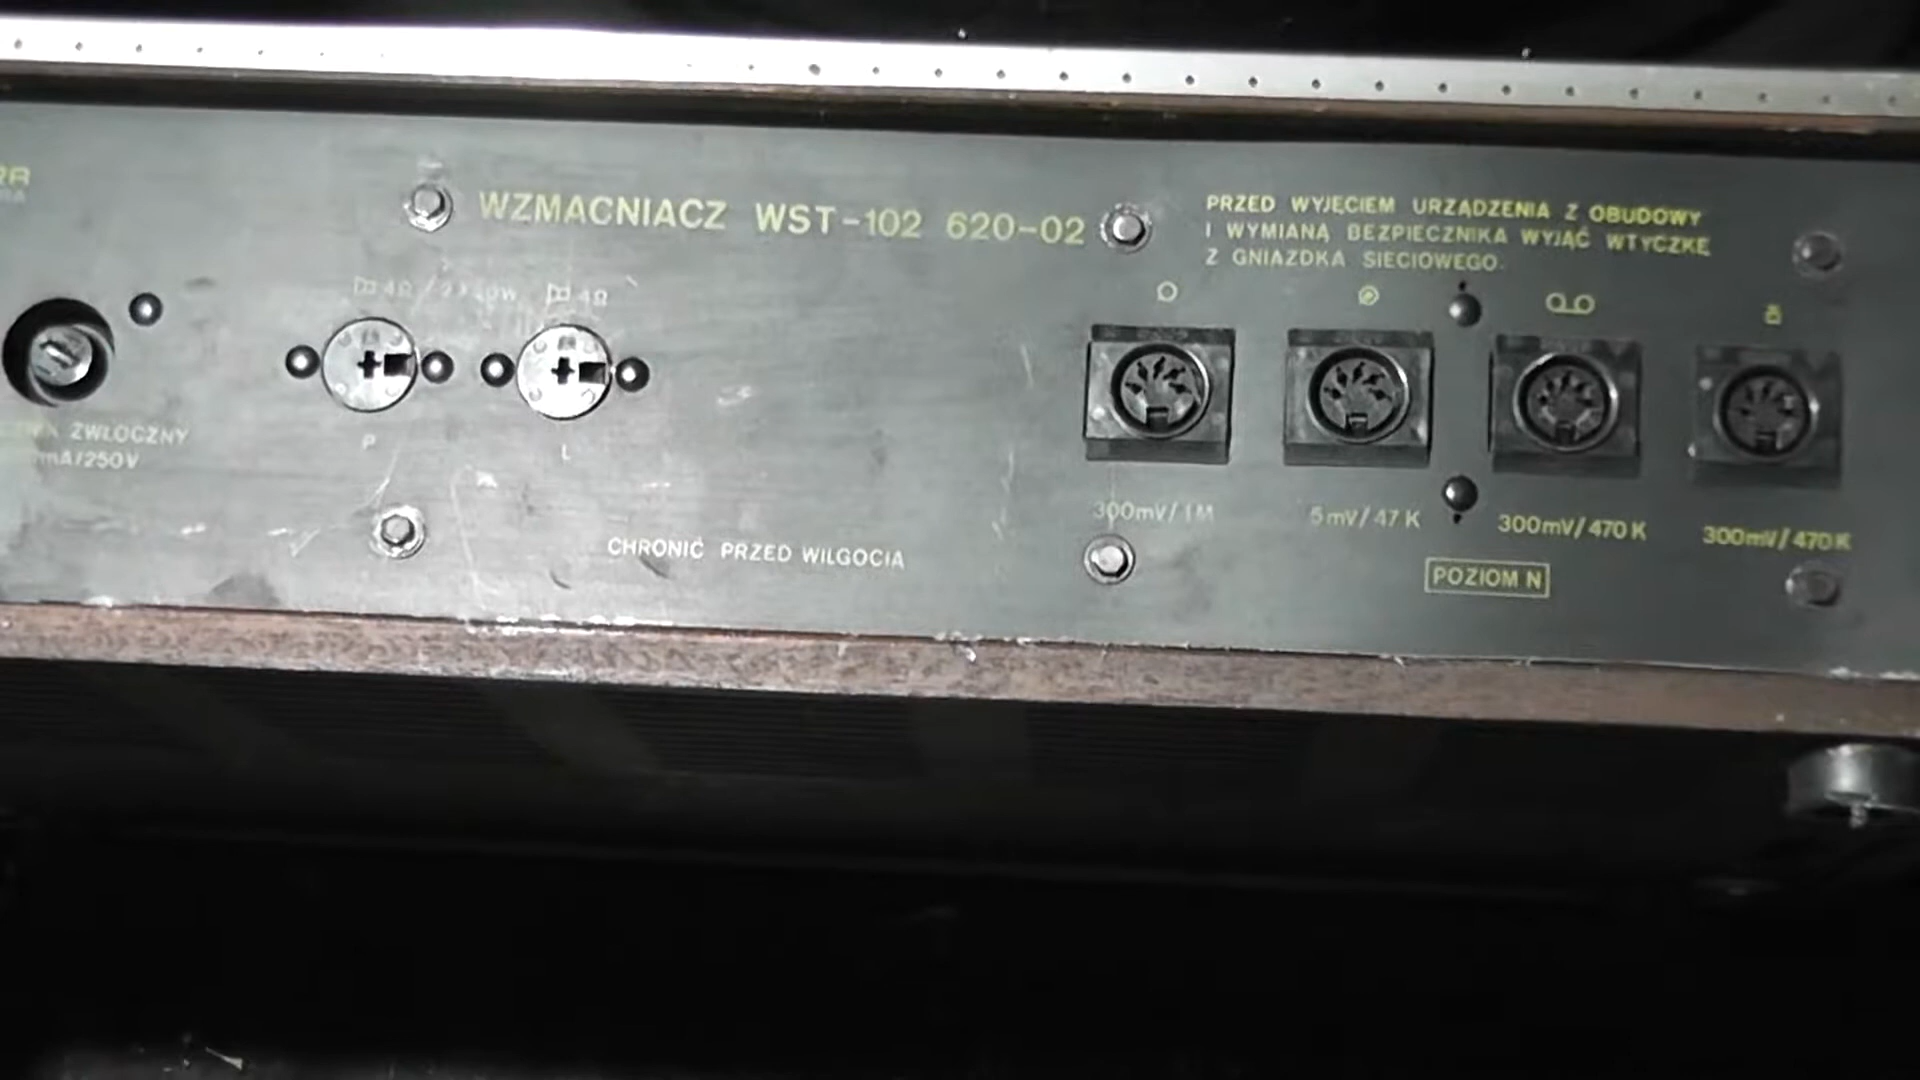 WZMACNIACZ WST-102 620-02
PRZED WYJĘCIEM URZĄDZENIA Z OBUDOWY
I WYMIANĄ BEZPIECZNIKA WYJĄĆ WTYCZKĘ
Z GNIAZDKA SIECIOWEGO.
4Ω
4Ω
ZWŁOCZNY
mA/250V
P
L
300mV/1M
5mV/47K
300mV/470K
300mV/470K
CHRONIĆ PRZED WILGOCIA
POZIOM N